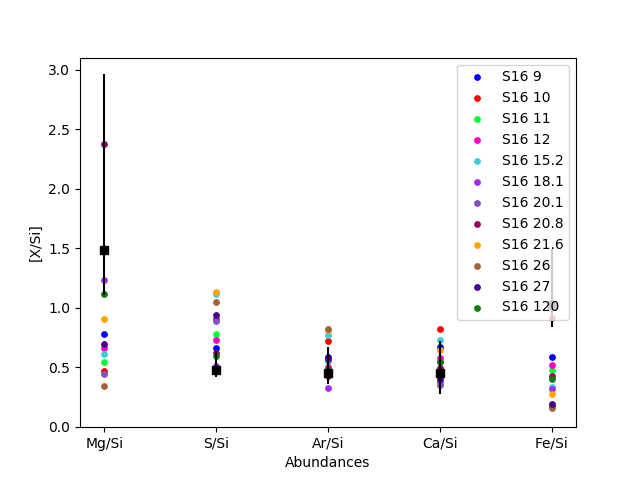 3.0
2.5
2.0
1.5
1.0
0.5
0.0
[X/Si]
S16 9
S16 10
S16 11
S16 12
S16 15.2
S16 18.1
S16 20.1
S16 20.8
S16 21.6
S16 26
S16 27
S16 120
Mg/Si S/Si Ar/Si Ca/Si Fe/Si
Abundances